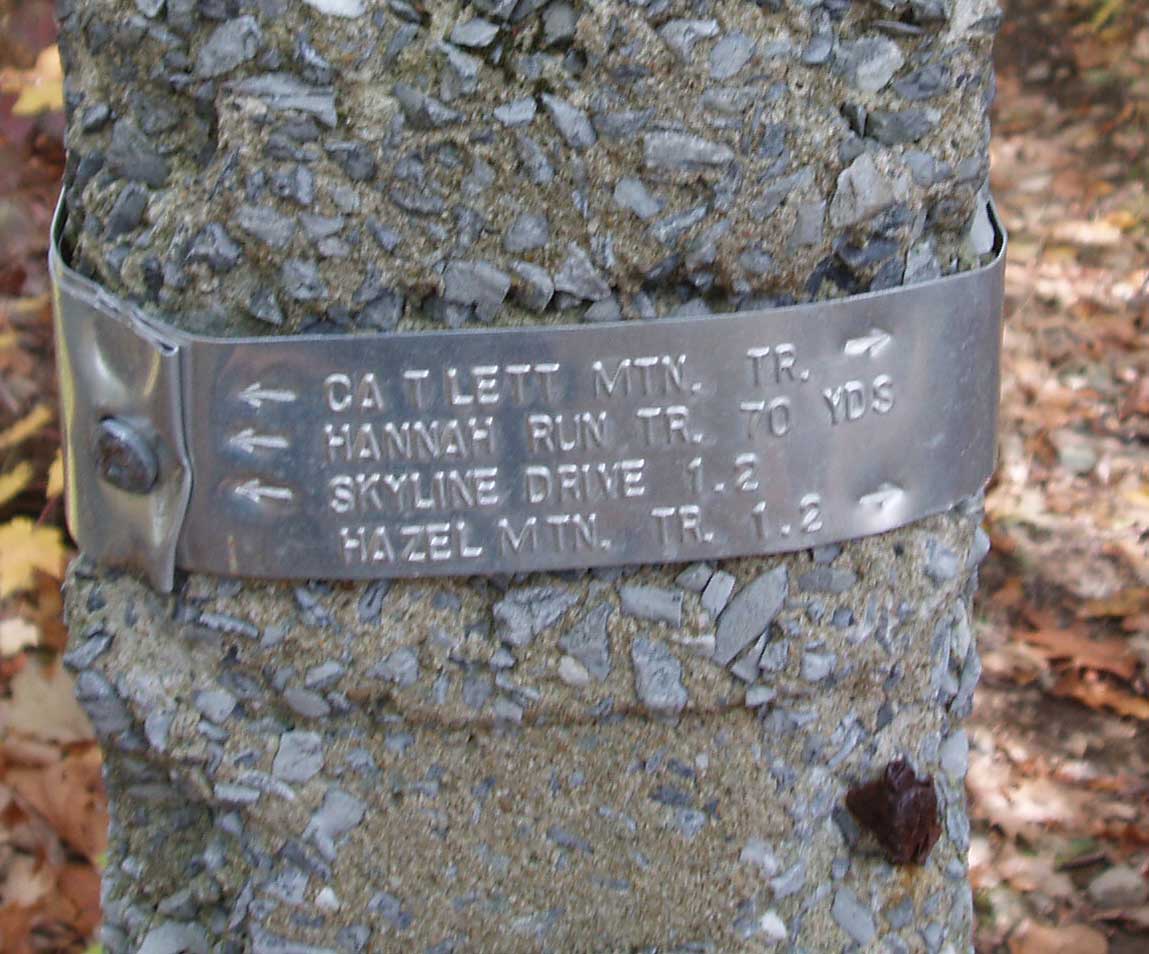 ← CATLETT MTN. TR. →
← HANNAH RUN TR. 70 YDS
← SKYLINE DRIVE 1.2
HAZEL MTN. TR. 1.2 →